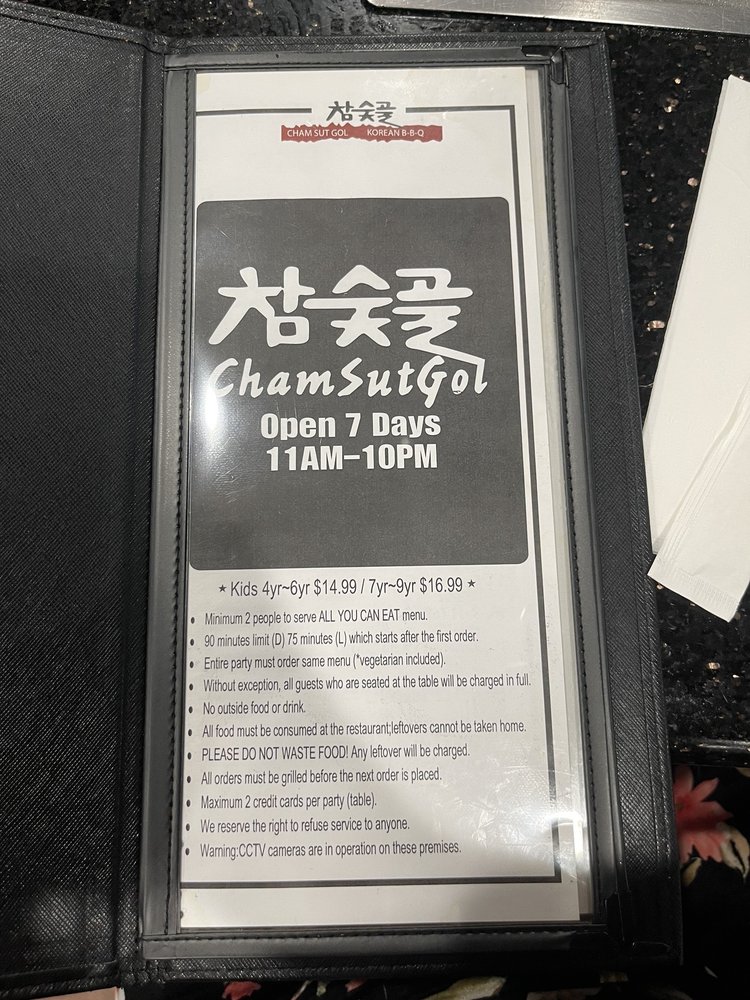 참숯골
CHAM SUT GOL KOREAN B-B-Q
참숯골
ChamSutGol
Open 7 Days
11AM-10PM
★ Kids 4yr~6yr $14.99 / 7yr~9yr $16.99 ★
• Minimum 2 people to serve ALL YOU CAN EAT menu.
• 90 minutes limit (D) 75 minutes (L) which starts after the first order.
• Entire party must order same menu (*vegetarian included).
• Without exception, all guests who are seated at the table will be charged in full.
• No outside food or drink.
• All food must be consumed at the restaurant;leftovers cannot be taken home.
• PLEASE DO NOT WASTE FOOD! Any leftover will be charged.
• All orders must be grilled before the next order is placed.
• Maximum 2 credit cards per party (table).
• We reserve the right to refuse service to anyone.
• Warning:CCTV cameras are in operation on these premises.